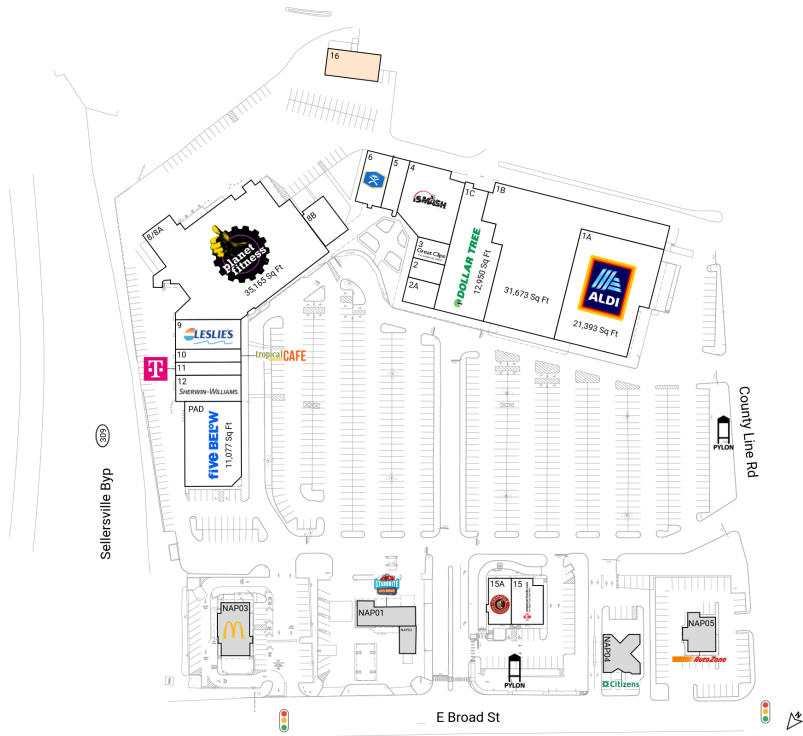 16
6
5
4
iSMASH
1C
1B
8/8A
8B
planet
fitness
35,165 Sq Ft
3
Great Clips
2
2A
DOLLAR TREE
12,950 Sq Ft
31,673 Sq Ft
1A
ALDI
21,393 Sq Ft
9
LESLIE'S
10
tropical CAFE
T
11
12
SHERWIN-WILLIAMS.
PAD
five BELOW
11,077 Sq Ft
309
Sellersville Byp
County Line Rd
PYLON
STARBRITE
NAP03
NAP01
15A
15
NAP04
NAP05
AutoZone
Citizens
PYLON
E Broad St
N